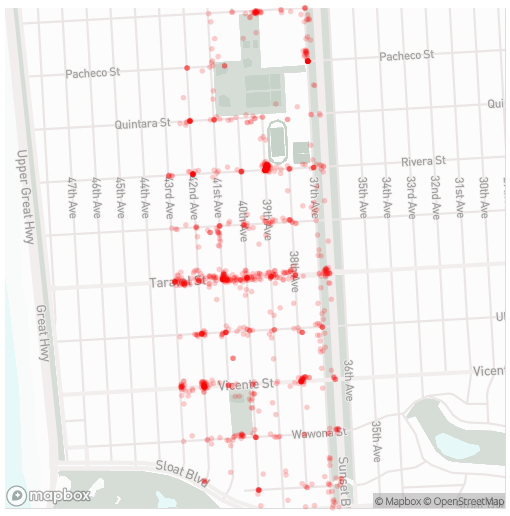 Pacheco St
Pacheco St
Quintara St
Qui
Rivera St
Upper Great Hwy
47th Ave
46th Ave
45th Ave
44th Ave
43rd Ave
42nd Ave
41st Ave
40th Ave
39th Ave
38th Ave
37th Ave
35th Ave
34th Ave
33rd Ave
32nd Ave
31st Ave
30th Ave
Great Hwy
Ul
Vicente St
Vicent
36th Ave
35th Ave
Wawona St
Sloat Blvd
Sunset B
mapbox
© Mapbox © OpenStreetMap